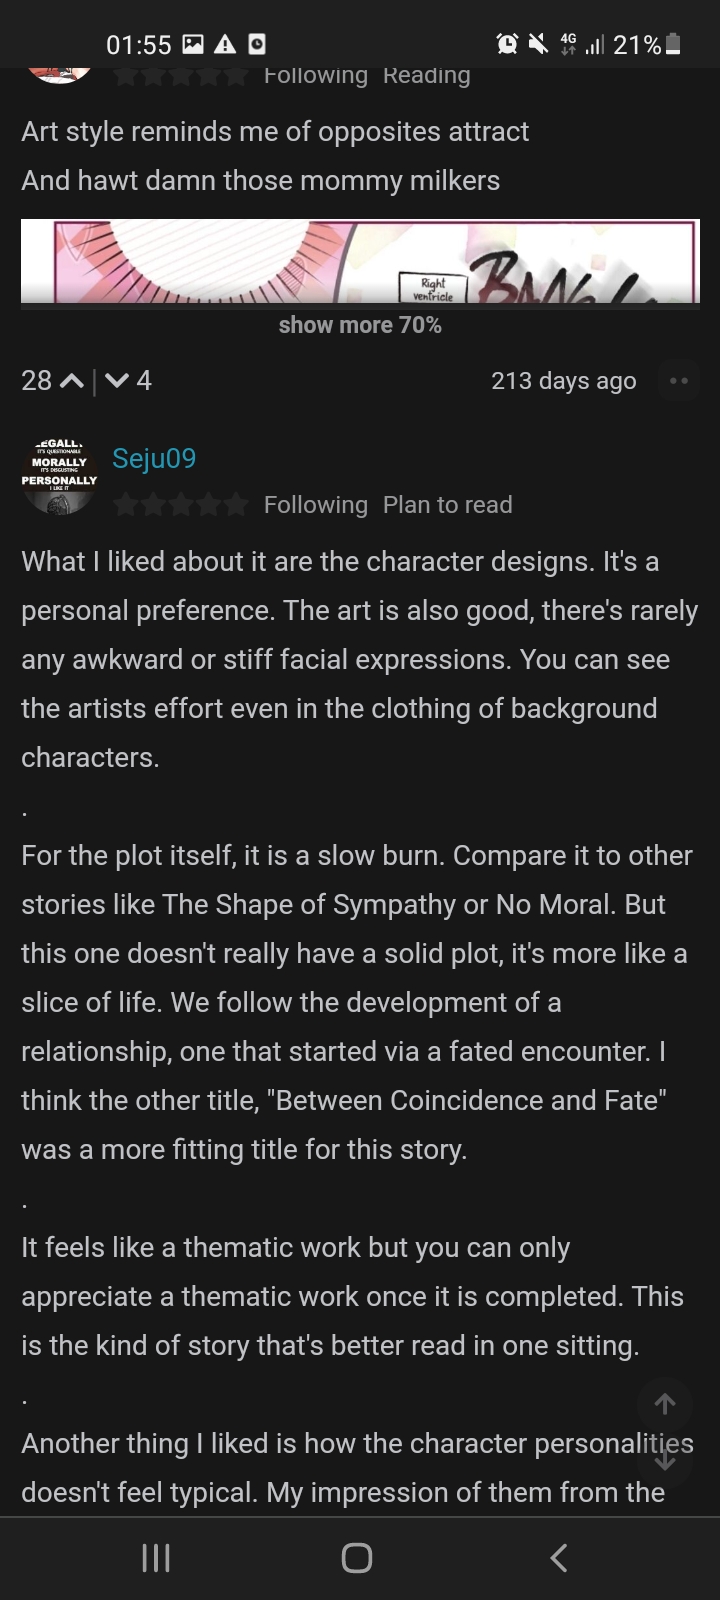 01:55 4G 21%
Following Reading
Art style reminds me of opposites attract
And hawt damn those mommy milkers
Right
ventricle
show more 70%
28 | 4 213 days ago
IT'S QUESTIONABLE
MORALLY
IT'S DISGUSTING
PERSONALLY
I LIKE IT
Seju09
Following Plan to read
What I liked about it are the character designs. It's a
personal preference. The art is also good, there's rarely
any awkward or stiff facial expressions. You can see
the artists effort even in the clothing of background
characters.
.
For the plot itself, it is a slow burn. Compare it to other
stories like The Shape of Sympathy or No Moral. But
this one doesn't really have a solid plot, it's more like a
slice of life. We follow the development of a
relationship, one that started via a fated encounter. I
think the other title, "Between Coincidence and Fate"
was a more fitting title for this story.
.
It feels like a thematic work but you can only
appreciate a thematic work once it is completed. This
is the kind of story that's better read in one sitting.
.
Another thing I liked is how the character personalities
doesn't feel typical. My impression of them from the